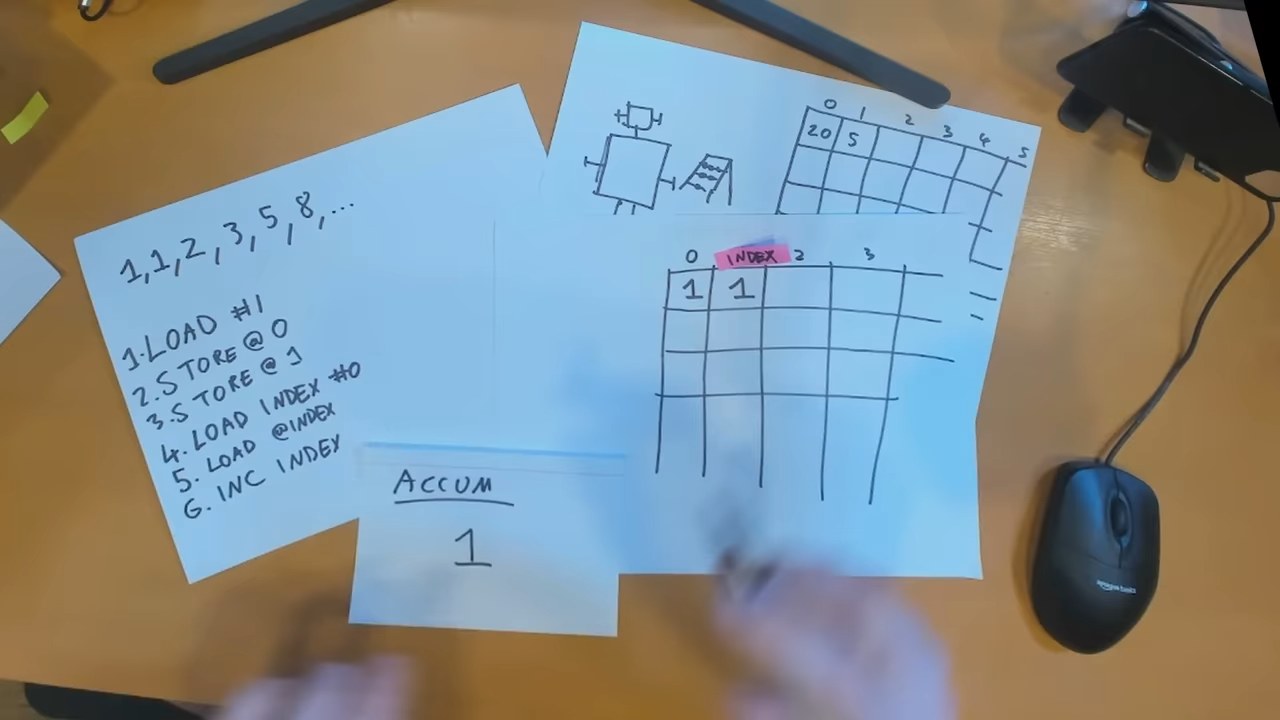 1,1,2,3,5,8,...
1. LOAD #1
2. STORE @ 0
3. STORE @ 1
4. LOAD INDEX #0
5. LOAD @INDEX
6. INC INDEX
ACCUM
1
0 1 2 3 4 5
20 5
0 INDEX 2 3
1 1
amazon basics